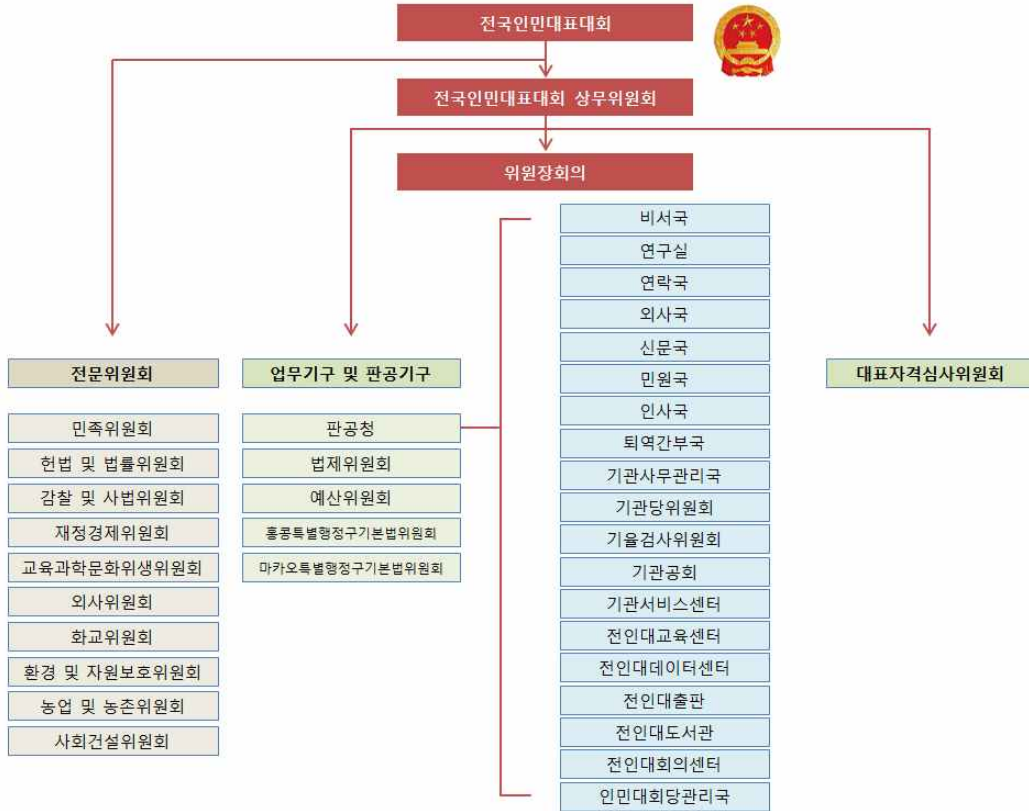 전국인민대표대회
전국인민대표대회 상무위원회
위원장회의
전문위원회
민족위원회
헌법 및 법률위원회
감찰 및 사법위원회
재정경제위원회
교육과학문화위생위원회
외사위원회
화교위원회
환경 및 자원보호위원회
농업 및 농촌위원회
사회건설위원회
업무기구 및 판공기구
판공청
법제위원회
예산위원회
홍콩특별행정구기본법위원회
마카오특별행정구기본법위원회
비서국
연구실
연락국
외사국
신문국
민원국
인사국
퇴역간부국
기관사무관리국
기관당위원회
기율검사위원회
기관공회
기관서비스센터
전인대교육센터
전인대데이터센터
전인대출판
전인대도서관
전인대회의센터
인민대회당관리국
대표자격심사위원회